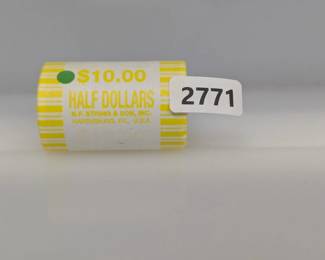 $10.00
HALF DOLLARS
N.F. STRING & SON, INC.
HARRISBURG, PA., U.S.A.
2771